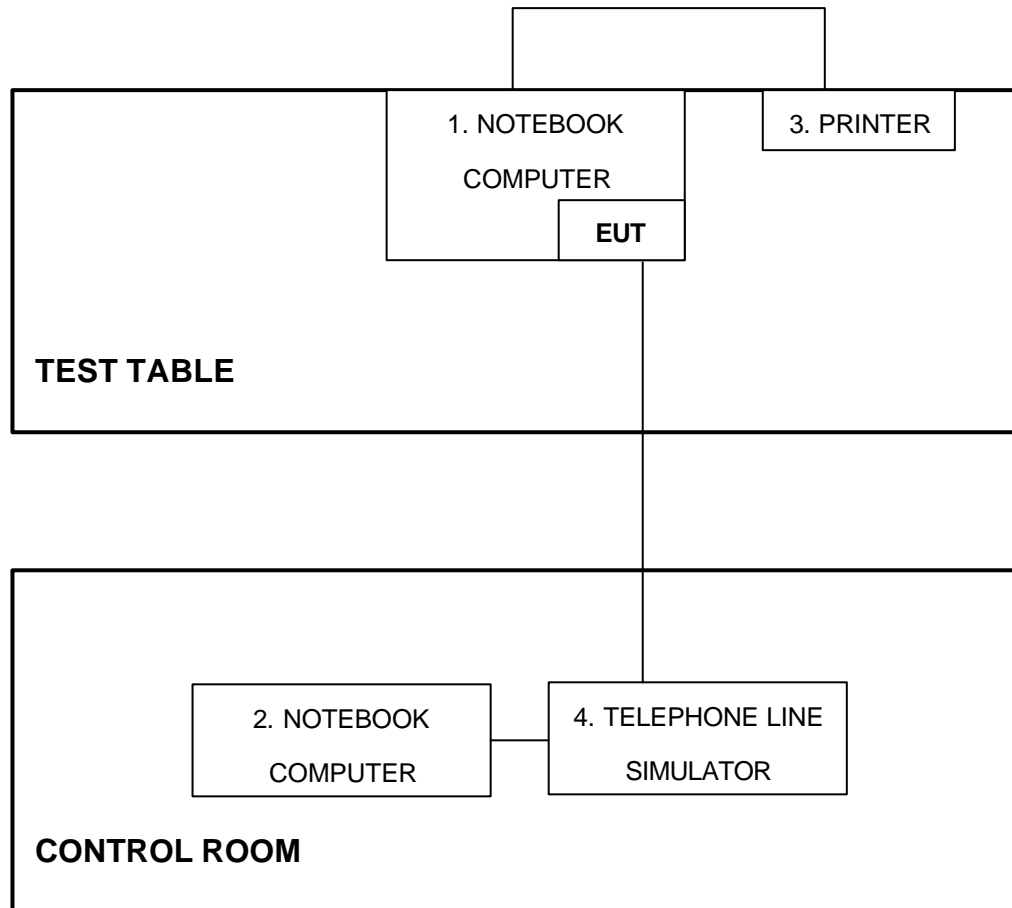 1. NOTEBOOK
COMPUTER
3. PRINTER
EUT
TEST TABLE
2. NOTEBOOK
COMPUTER
4. TELEPHONE LINE
SIMULATOR
CONTROL ROOM